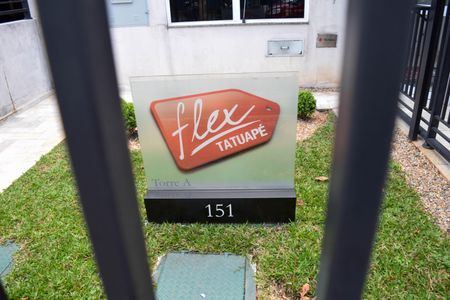 flex
TATUAPÉ
Torre A
151